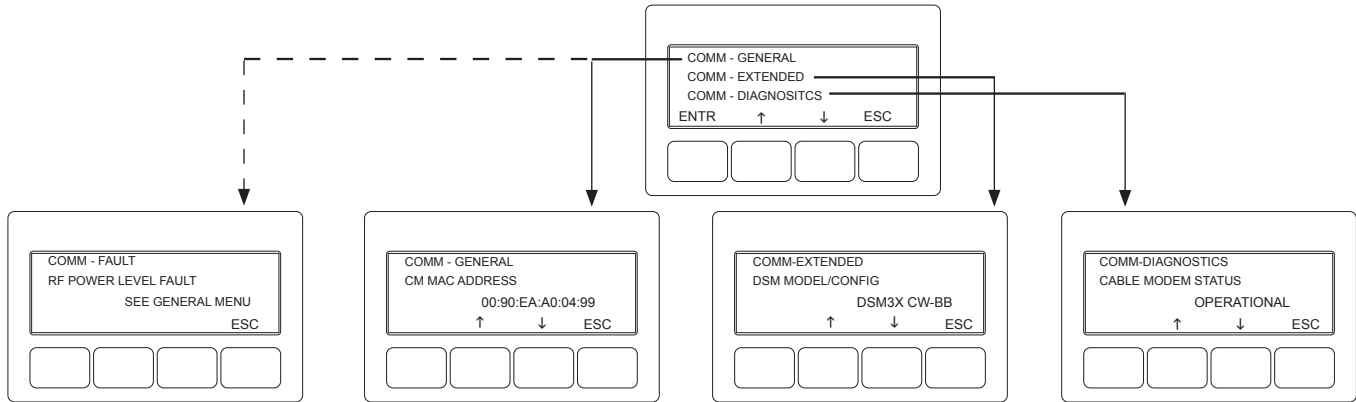 COMM - GENERAL
COMM - EXTENDED
COMM - DIAGNOSITCS
ENTR ↑ ↓ ESC
COMM - FAULT
RF POWER LEVEL FAULT
SEE GENERAL MENU
ESC
COMM - GENERAL
CM MAC ADDRESS
00:90:EA:A0:04:99
↑ ↓ ESC
COMM-EXTENDED
DSM MODEL/CONFIG
DSM3X CW-BB
↑ ↓ ESC
COMM-DIAGNOSTICS
CABLE MODEM STATUS
OPERATIONAL
↑ ↓ ESC